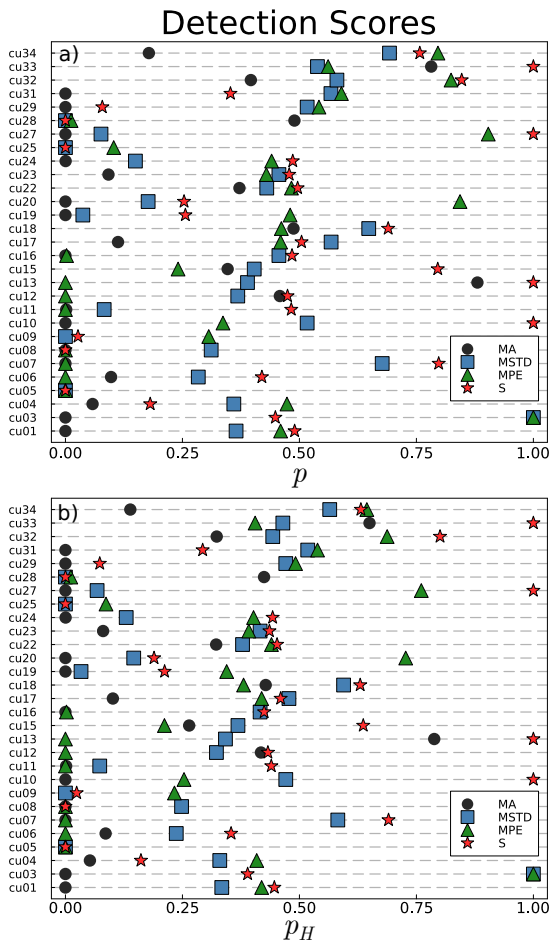 Detection Scores
a)
cu34
cu33
cu32
cu31
cu29
cu28
cu27
cu25
cu24
cu23
cu22
cu20
cu19
cu18
cu17
cu16
cu15
cu13
cu12
cu11
cu10
cu09
cu08
cu07
cu06
cu05
cu04
cu03
cu01
MA
MSTD
MPE
S
0.00 0.25 0.50 0.75 1.00
p
b)
cu34
cu33
cu32
cu31
cu29
cu28
cu27
cu25
cu24
cu23
cu22
cu20
cu19
cu18
cu17
cu16
cu15
cu13
cu12
cu11
cu10
cu09
cu08
cu07
cu06
cu05
cu04
cu03
cu01
MA
MSTD
MPE
S
0.00 0.25 0.50 0.75 1.00
p_H